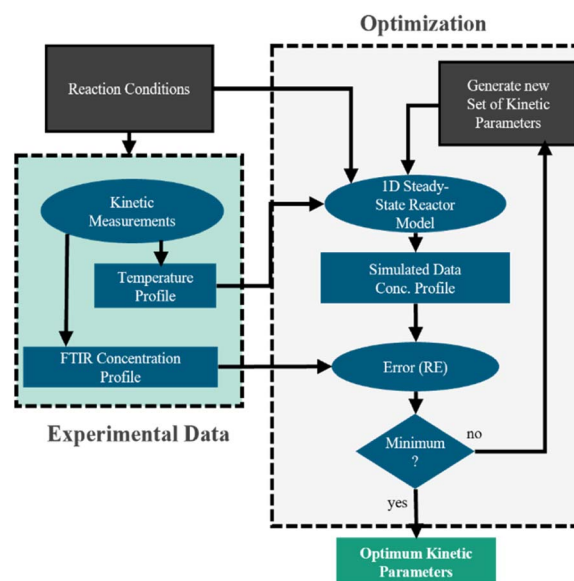 Optimization
Reaction Conditions
Generate new
Set of Kinetic
Parameters
Kinetic
Measurements
1D Steady-
State Reactor
Model
Temperature
Profile
Simulated Data
Conc. Profile
FTIR Concentration
Profile
Error (RE)
Experimental Data
Minimum
?
no
yes
Optimum Kinetic
Parameters